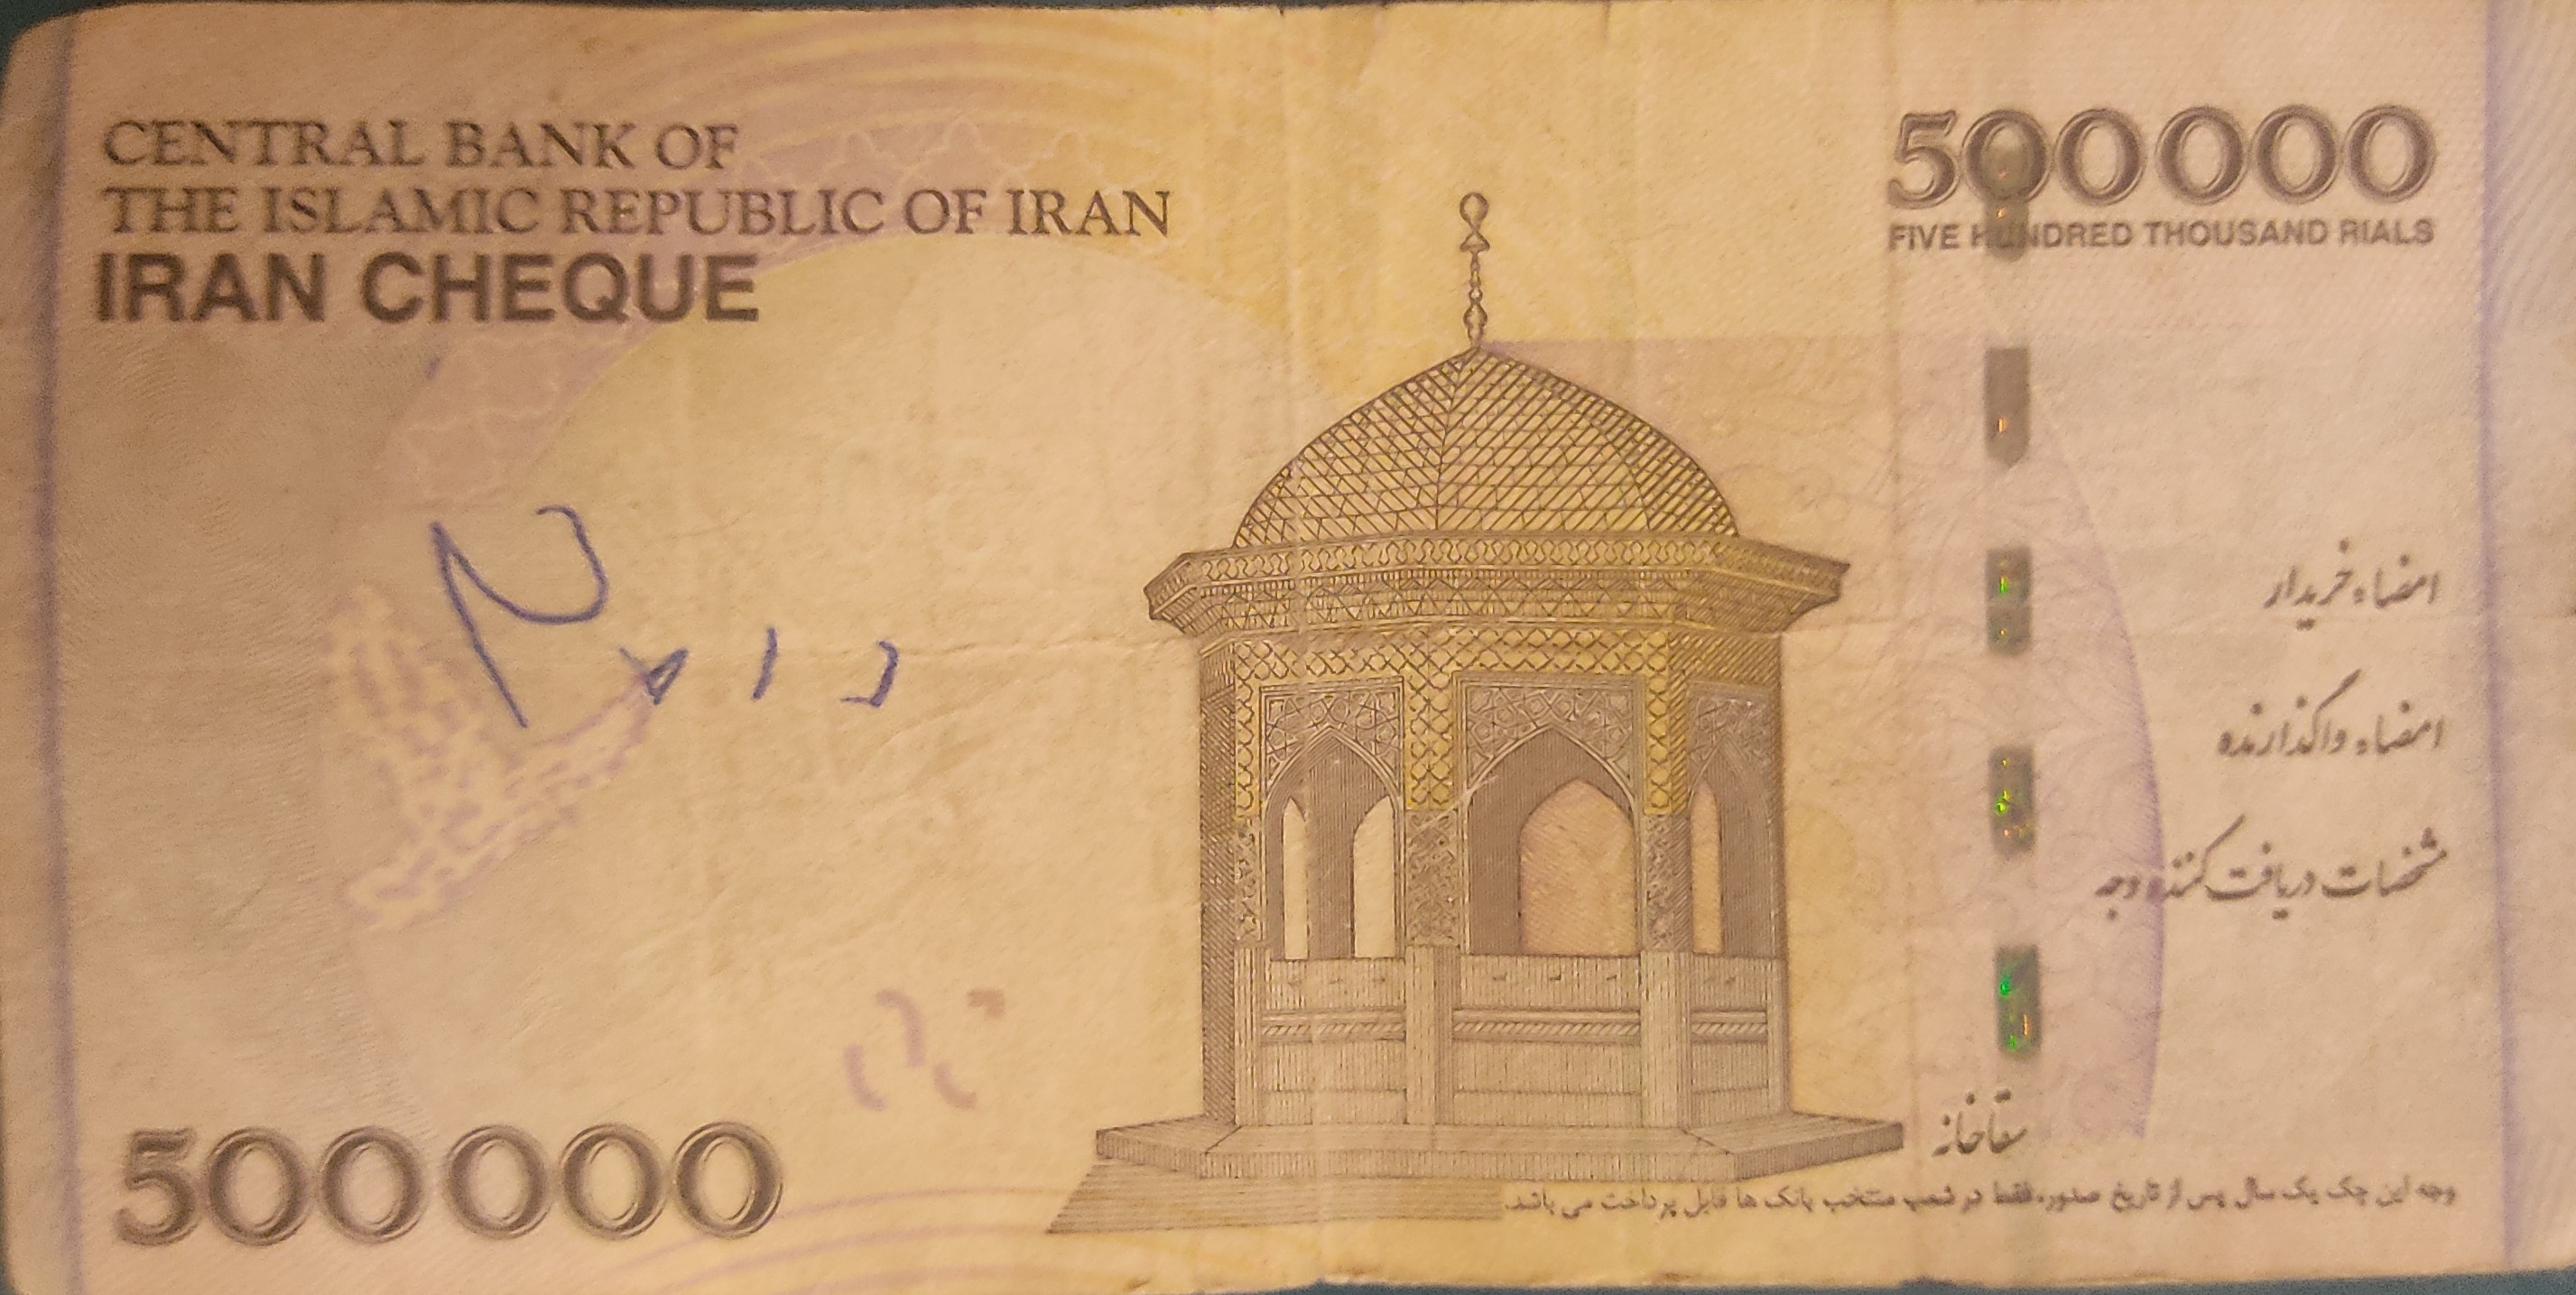 CENTRAL BANK OF
THE ISLAMIC REPUBLIC OF IRAN
IRAN CHEQUE
500000
FIVE HUNDRED THOUSAND RIALS
امضاء خریدار
امضاء واگذارنده
مشخصات دریافت کننده وجه
سقاخانه
وجه این چک یک سال پس از تاریخ صدور، فقط در شعب منتخب بانک ها قابل پرداخت می باشد.
500000